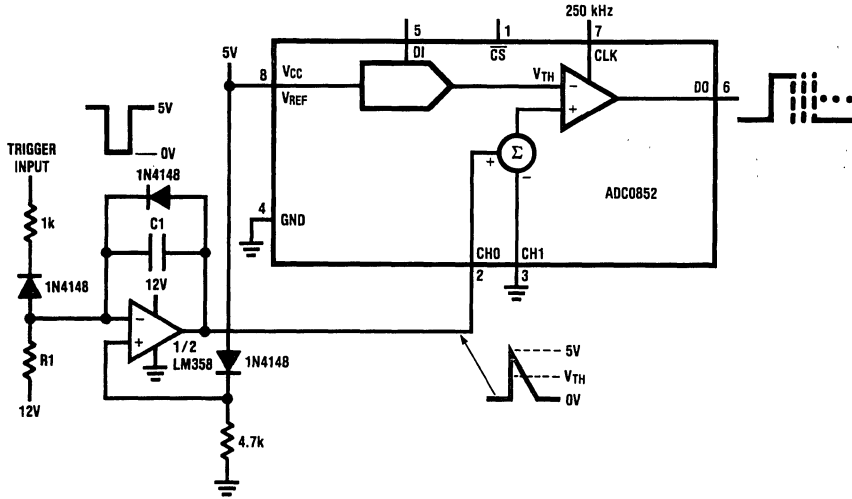 250 kHz
5
1
7
DI
CS
CLK
5V
8
VCC
VREF
VTH
−
+
DO
6
5V
0V
TRIGGER
INPUT
1N4148
+
Σ
−
ADC0852
4
GND
1k
C1
CH0
CH1
2
3
1N4148
12V
−
+
1/2
LM358
1N4148
R1
12V
5V
VTH
0V
4.7k